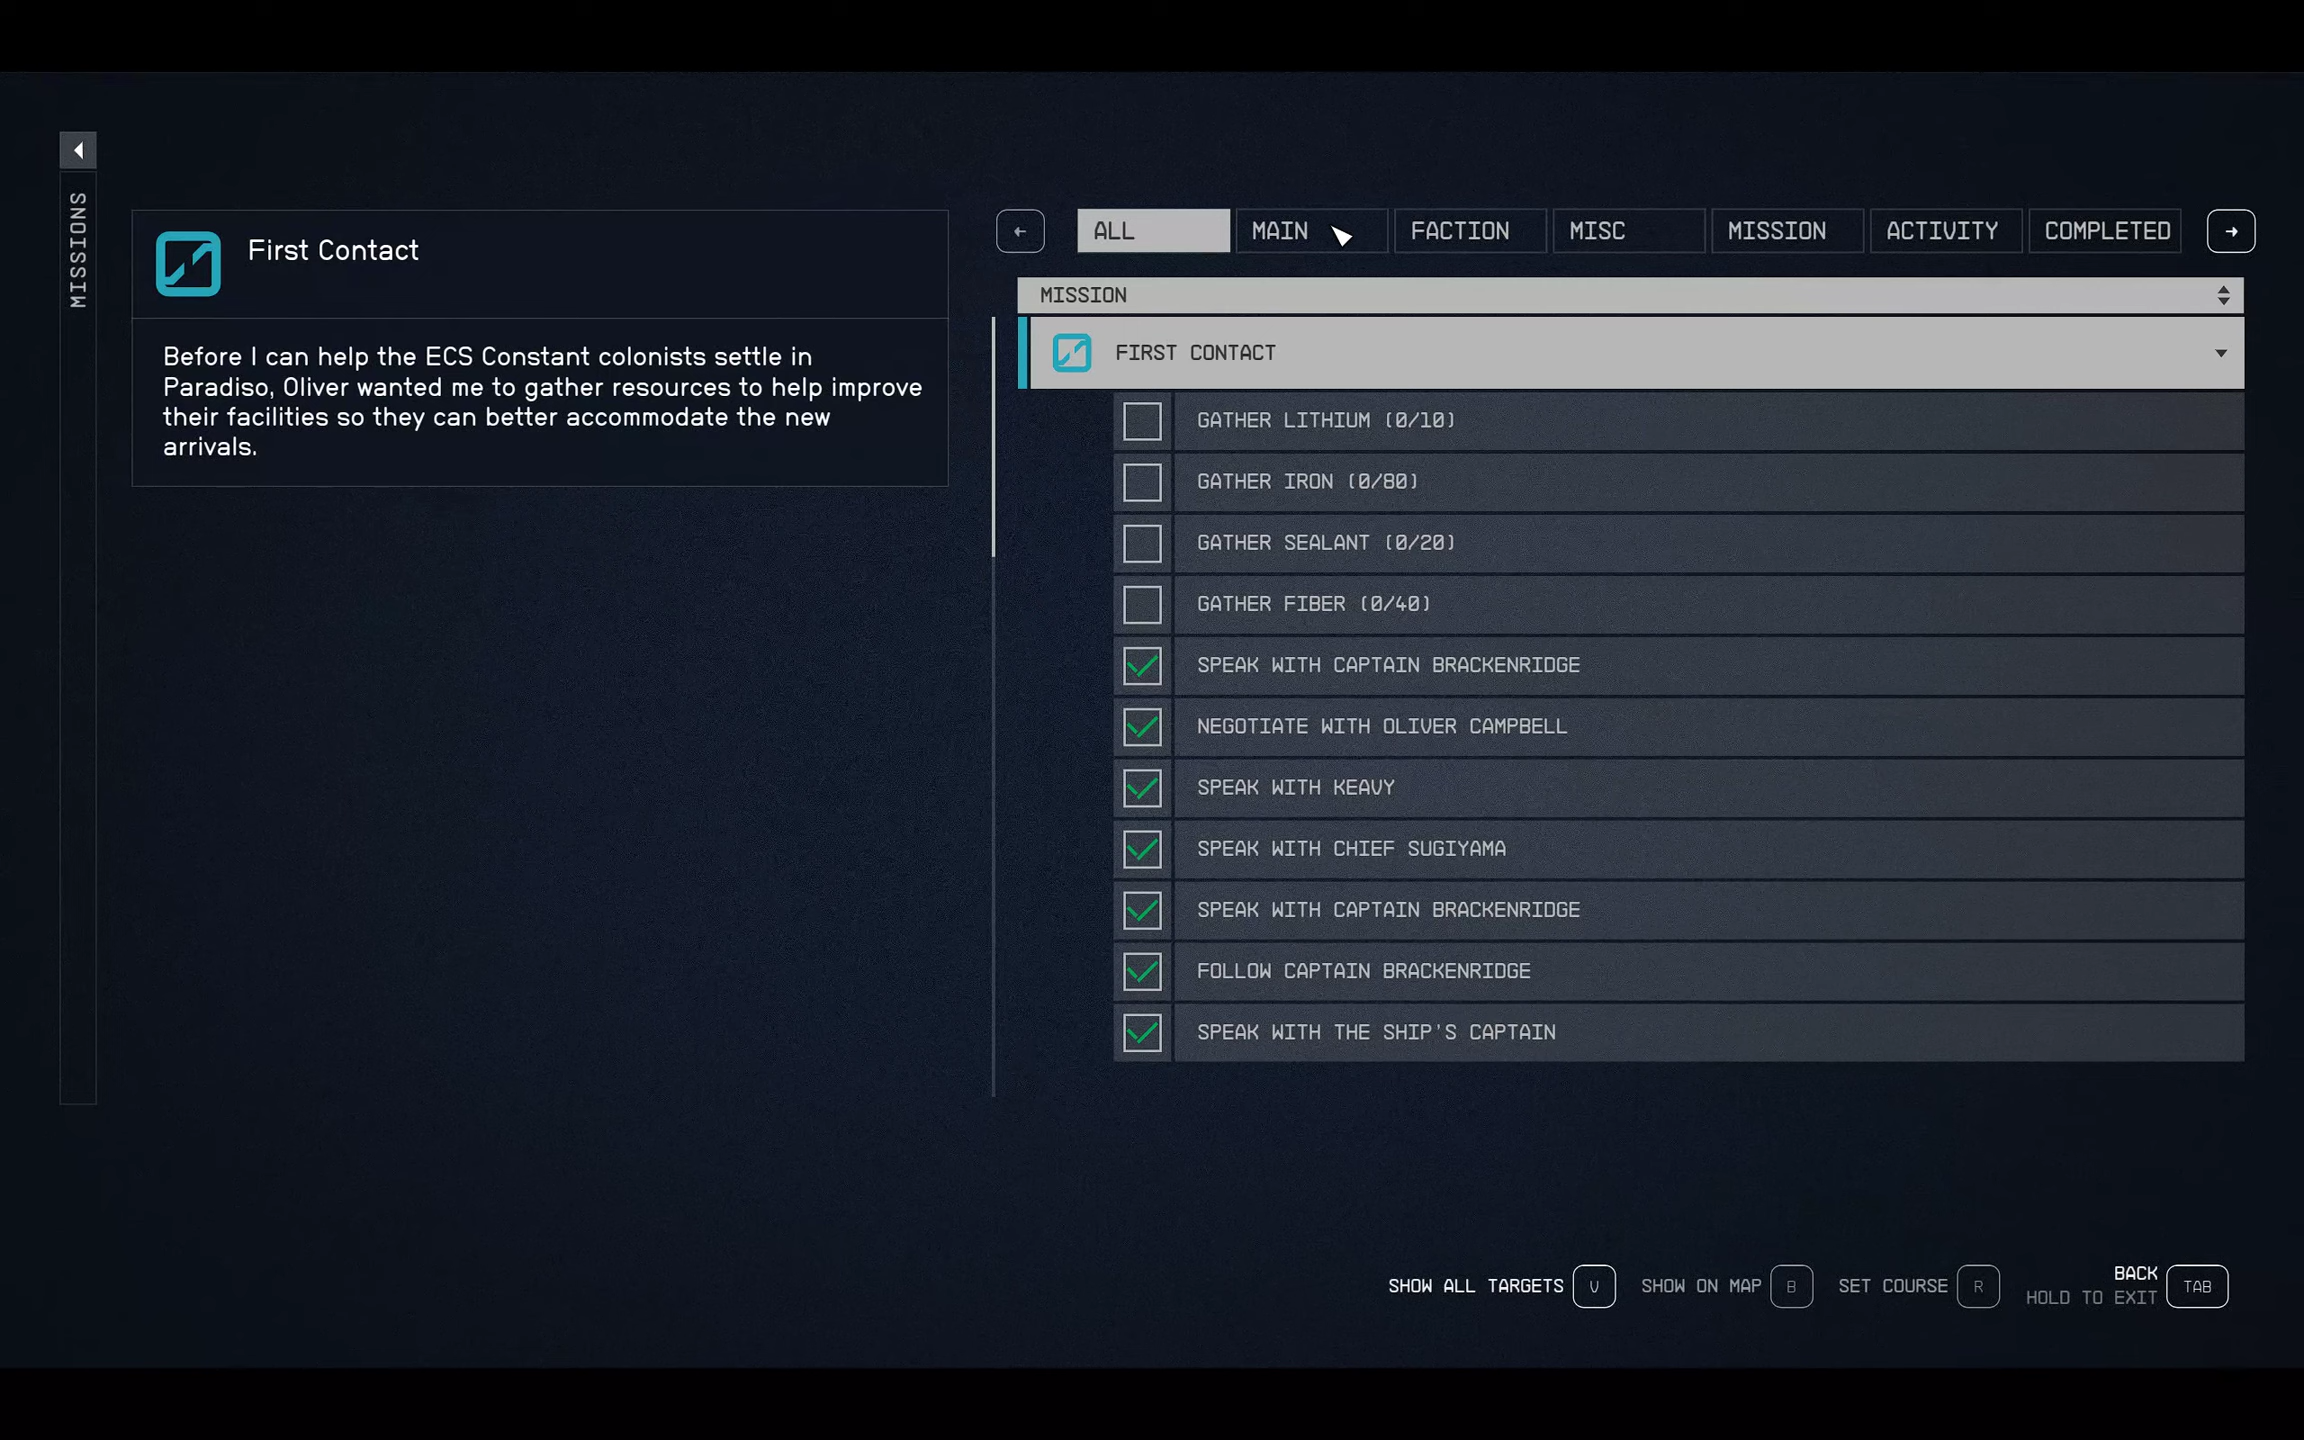 MISSIONS
First Contact
Before I can help the ECS Constant colonists settle in
Paradiso, Oliver wanted me to gather resources to help improve
their facilities so they can better accommodate the new
arrivals.
ALL
MAIN
FACTION
MISC
MISSION
ACTIVITY
COMPLETED
MISSION
FIRST CONTACT
GATHER LITHIUM (0/10)
GATHER IRON (0/80)
GATHER SEALANT (0/20)
GATHER FIBER (0/40)
SPEAK WITH CAPTAIN BRACKENRIDGE
NEGOTIATE WITH OLIVER CAMPBELL
SPEAK WITH KEAVY
SPEAK WITH CHIEF SUGIYAMA
SPEAK WITH CAPTAIN BRACKENRIDGE
FOLLOW CAPTAIN BRACKENRIDGE
SPEAK WITH THE SHIP'S CAPTAIN
SHOW ALL TARGETS V
SHOW ON MAP B
SET COURSE R
BACK
HOLD TO EXIT
TAB